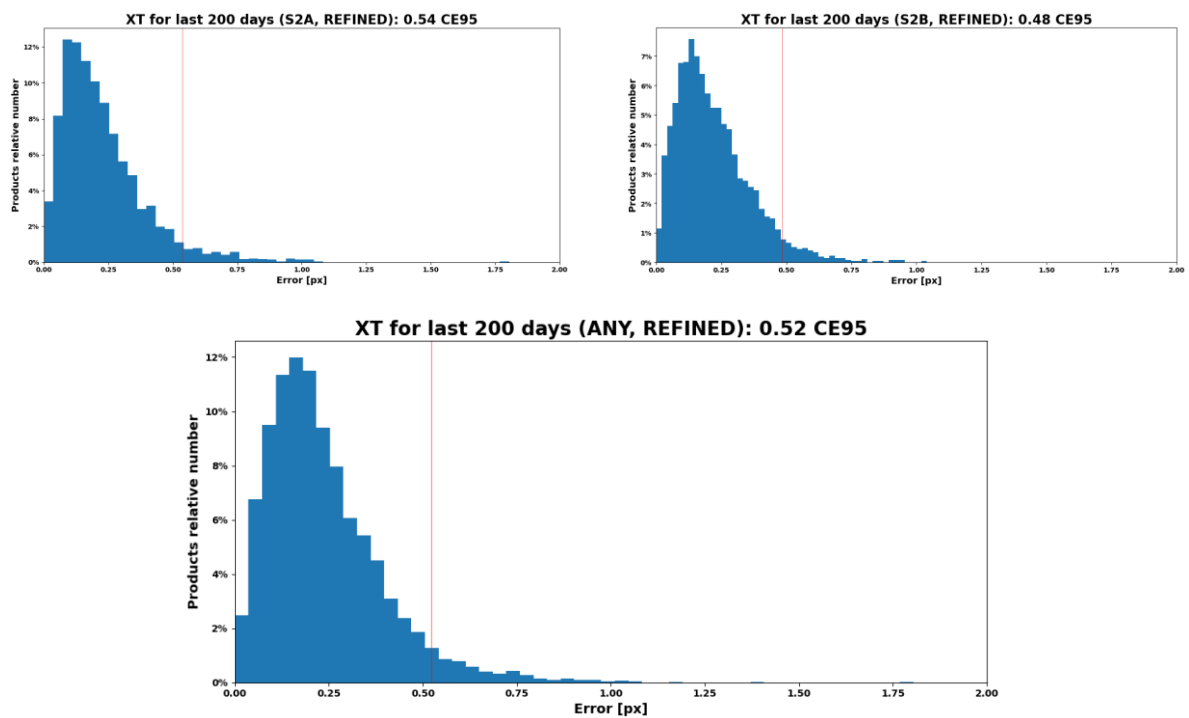 XT for last 200 days (S2A, REFINED): 0.54 CE95
12%
10%
8%
6%
4%
2%
0%
Products relative number
0.00 0.25 0.50 0.75 1.00 1.25 1.50 1.75 2.00
Error [px]
XT for last 200 days (S2B, REFINED): 0.48 CE95
7%
6%
5%
4%
3%
2%
1%
0%
Products relative number
0.00 0.25 0.50 0.75 1.00 1.25 1.50 1.75 2.00
Error [px]
XT for last 200 days (ANY, REFINED): 0.52 CE95
12%
10%
8%
6%
4%
2%
0%
Products relative number
0.00 0.25 0.50 0.75 1.00 1.25 1.50 1.75 2.00
Error [px]